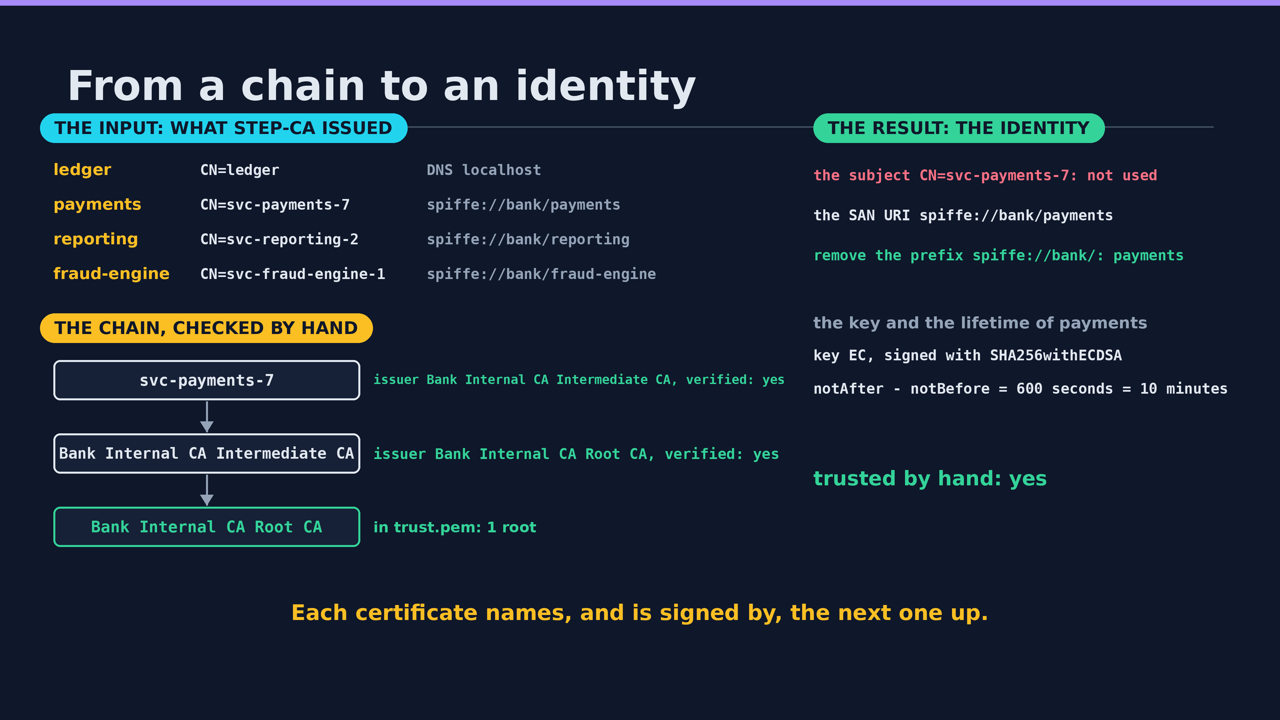 From a chain to an identity
THE INPUT: WHAT STEP-CA ISSUED
ledger CN=ledger DNS localhost
payments CN=svc-payments-7 spiffe://bank/payments
reporting CN=svc-reporting-2 spiffe://bank/reporting
fraud-engine CN=svc-fraud-engine-1 spiffe://bank/fraud-engine
THE CHAIN, CHECKED BY HAND
svc-payments-7 issuer Bank Internal CA Intermediate CA, verified: yes
Bank Internal CA Intermediate CA issuer Bank Internal CA Root CA, verified: yes
Bank Internal CA Root CA in trust.pem: 1 root
THE RESULT: THE IDENTITY
the subject CN=svc-payments-7: not used
the SAN URI spiffe://bank/payments
remove the prefix spiffe://bank/: payments
the key and the lifetime of payments
key EC, signed with SHA256withECDSA
notAfter - notBefore = 600 seconds = 10 minutes
trusted by hand: yes
Each certificate names, and is signed by, the next one up.